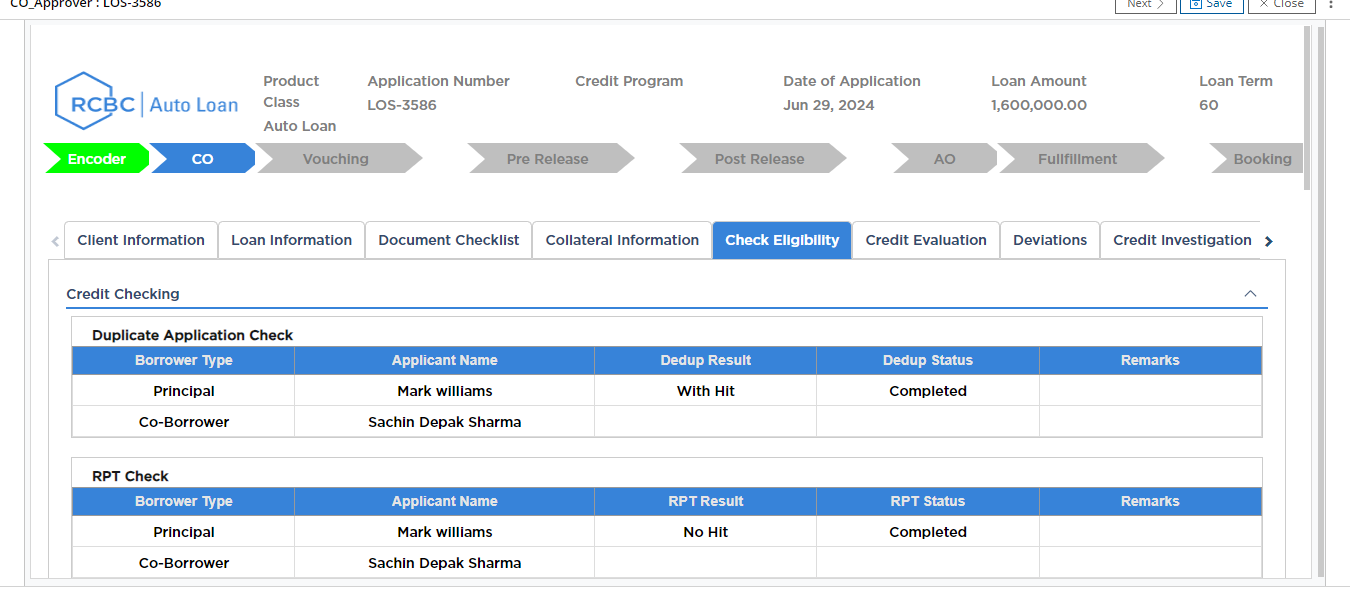 CO_Approver : LOS-3586
Next Save Close
RCBC Auto Loan
Product Class Application Number Credit Program Date of Application Loan Amount Loan Term
Auto Loan LOS-3586 Jun 29, 2024 1,600,000.00 60
Encoder CO Vouching Pre Release Post Release AO Fullfillment Booking
Client Information Loan Information Document Checklist Collateral Information Check Eligibility Credit Evaluation Deviations Credit Investigation
Credit Checking
Duplicate Application Check
Borrower Type Applicant Name Dedup Result Dedup Status Remarks
Principal Mark williams With Hit Completed
Co-Borrower Sachin Depak Sharma
RPT Check
Borrower Type Applicant Name RPT Result RPT Status Remarks
Principal Mark williams No Hit Completed
Co-Borrower Sachin Depak Sharma